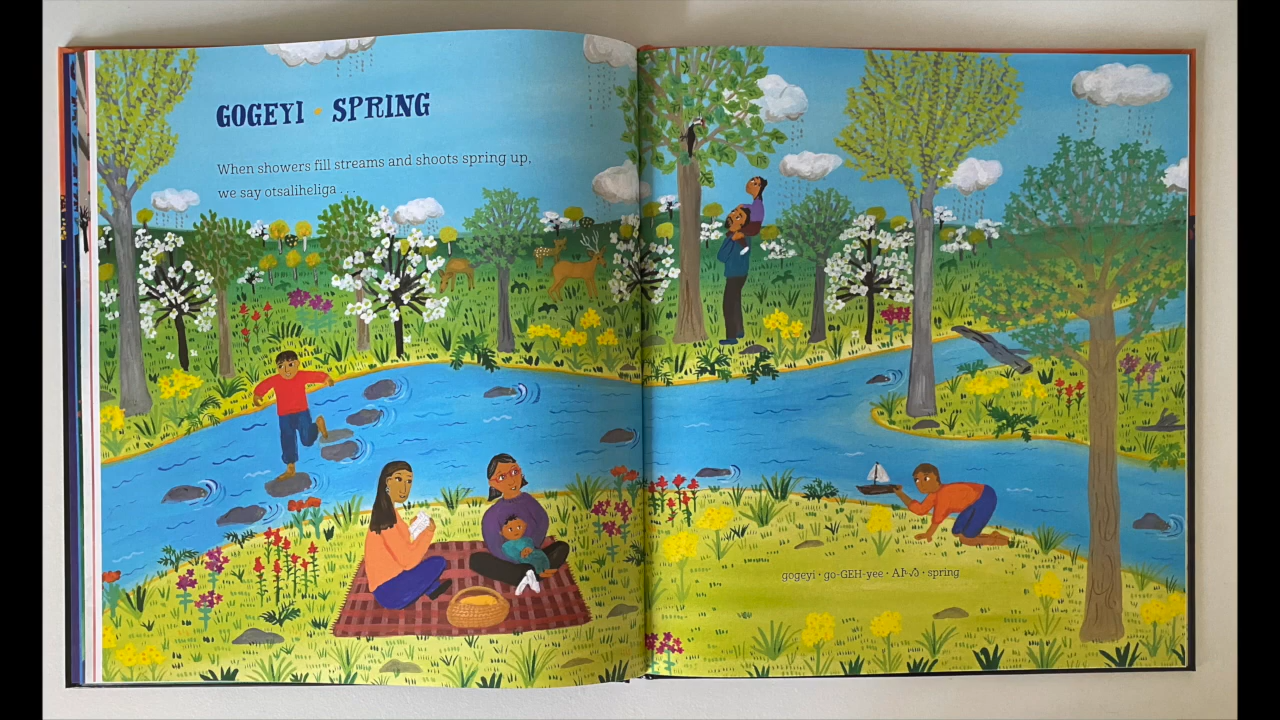 GOGEYI • SPRING
When showers fill streams and shoots spring up,
we say otsaliheliga . . .
gogeyi • go-GEH-yee • ᎪᎨᏱ • spring